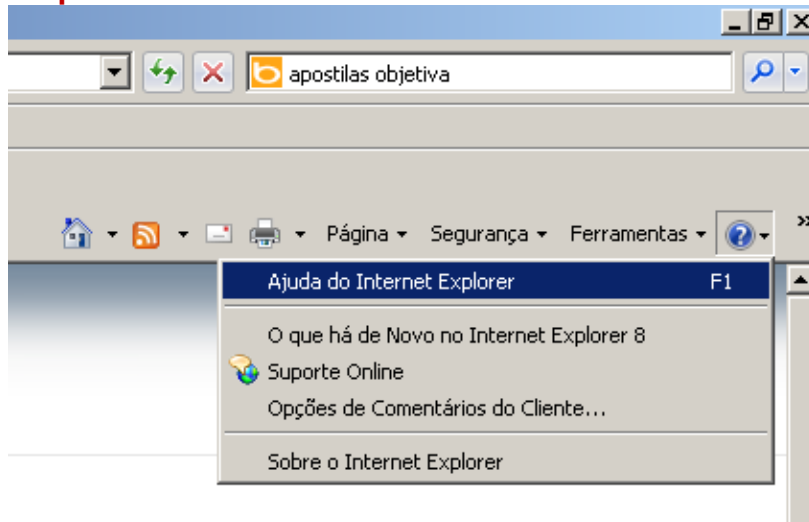 apostilas objetiva
Página Segurança Ferramentas
Ajuda do Internet Explorer F1
O que há de Novo no Internet Explorer 8
Suporte Online
Opções de Comentários do Cliente...
Sobre o Internet Explorer